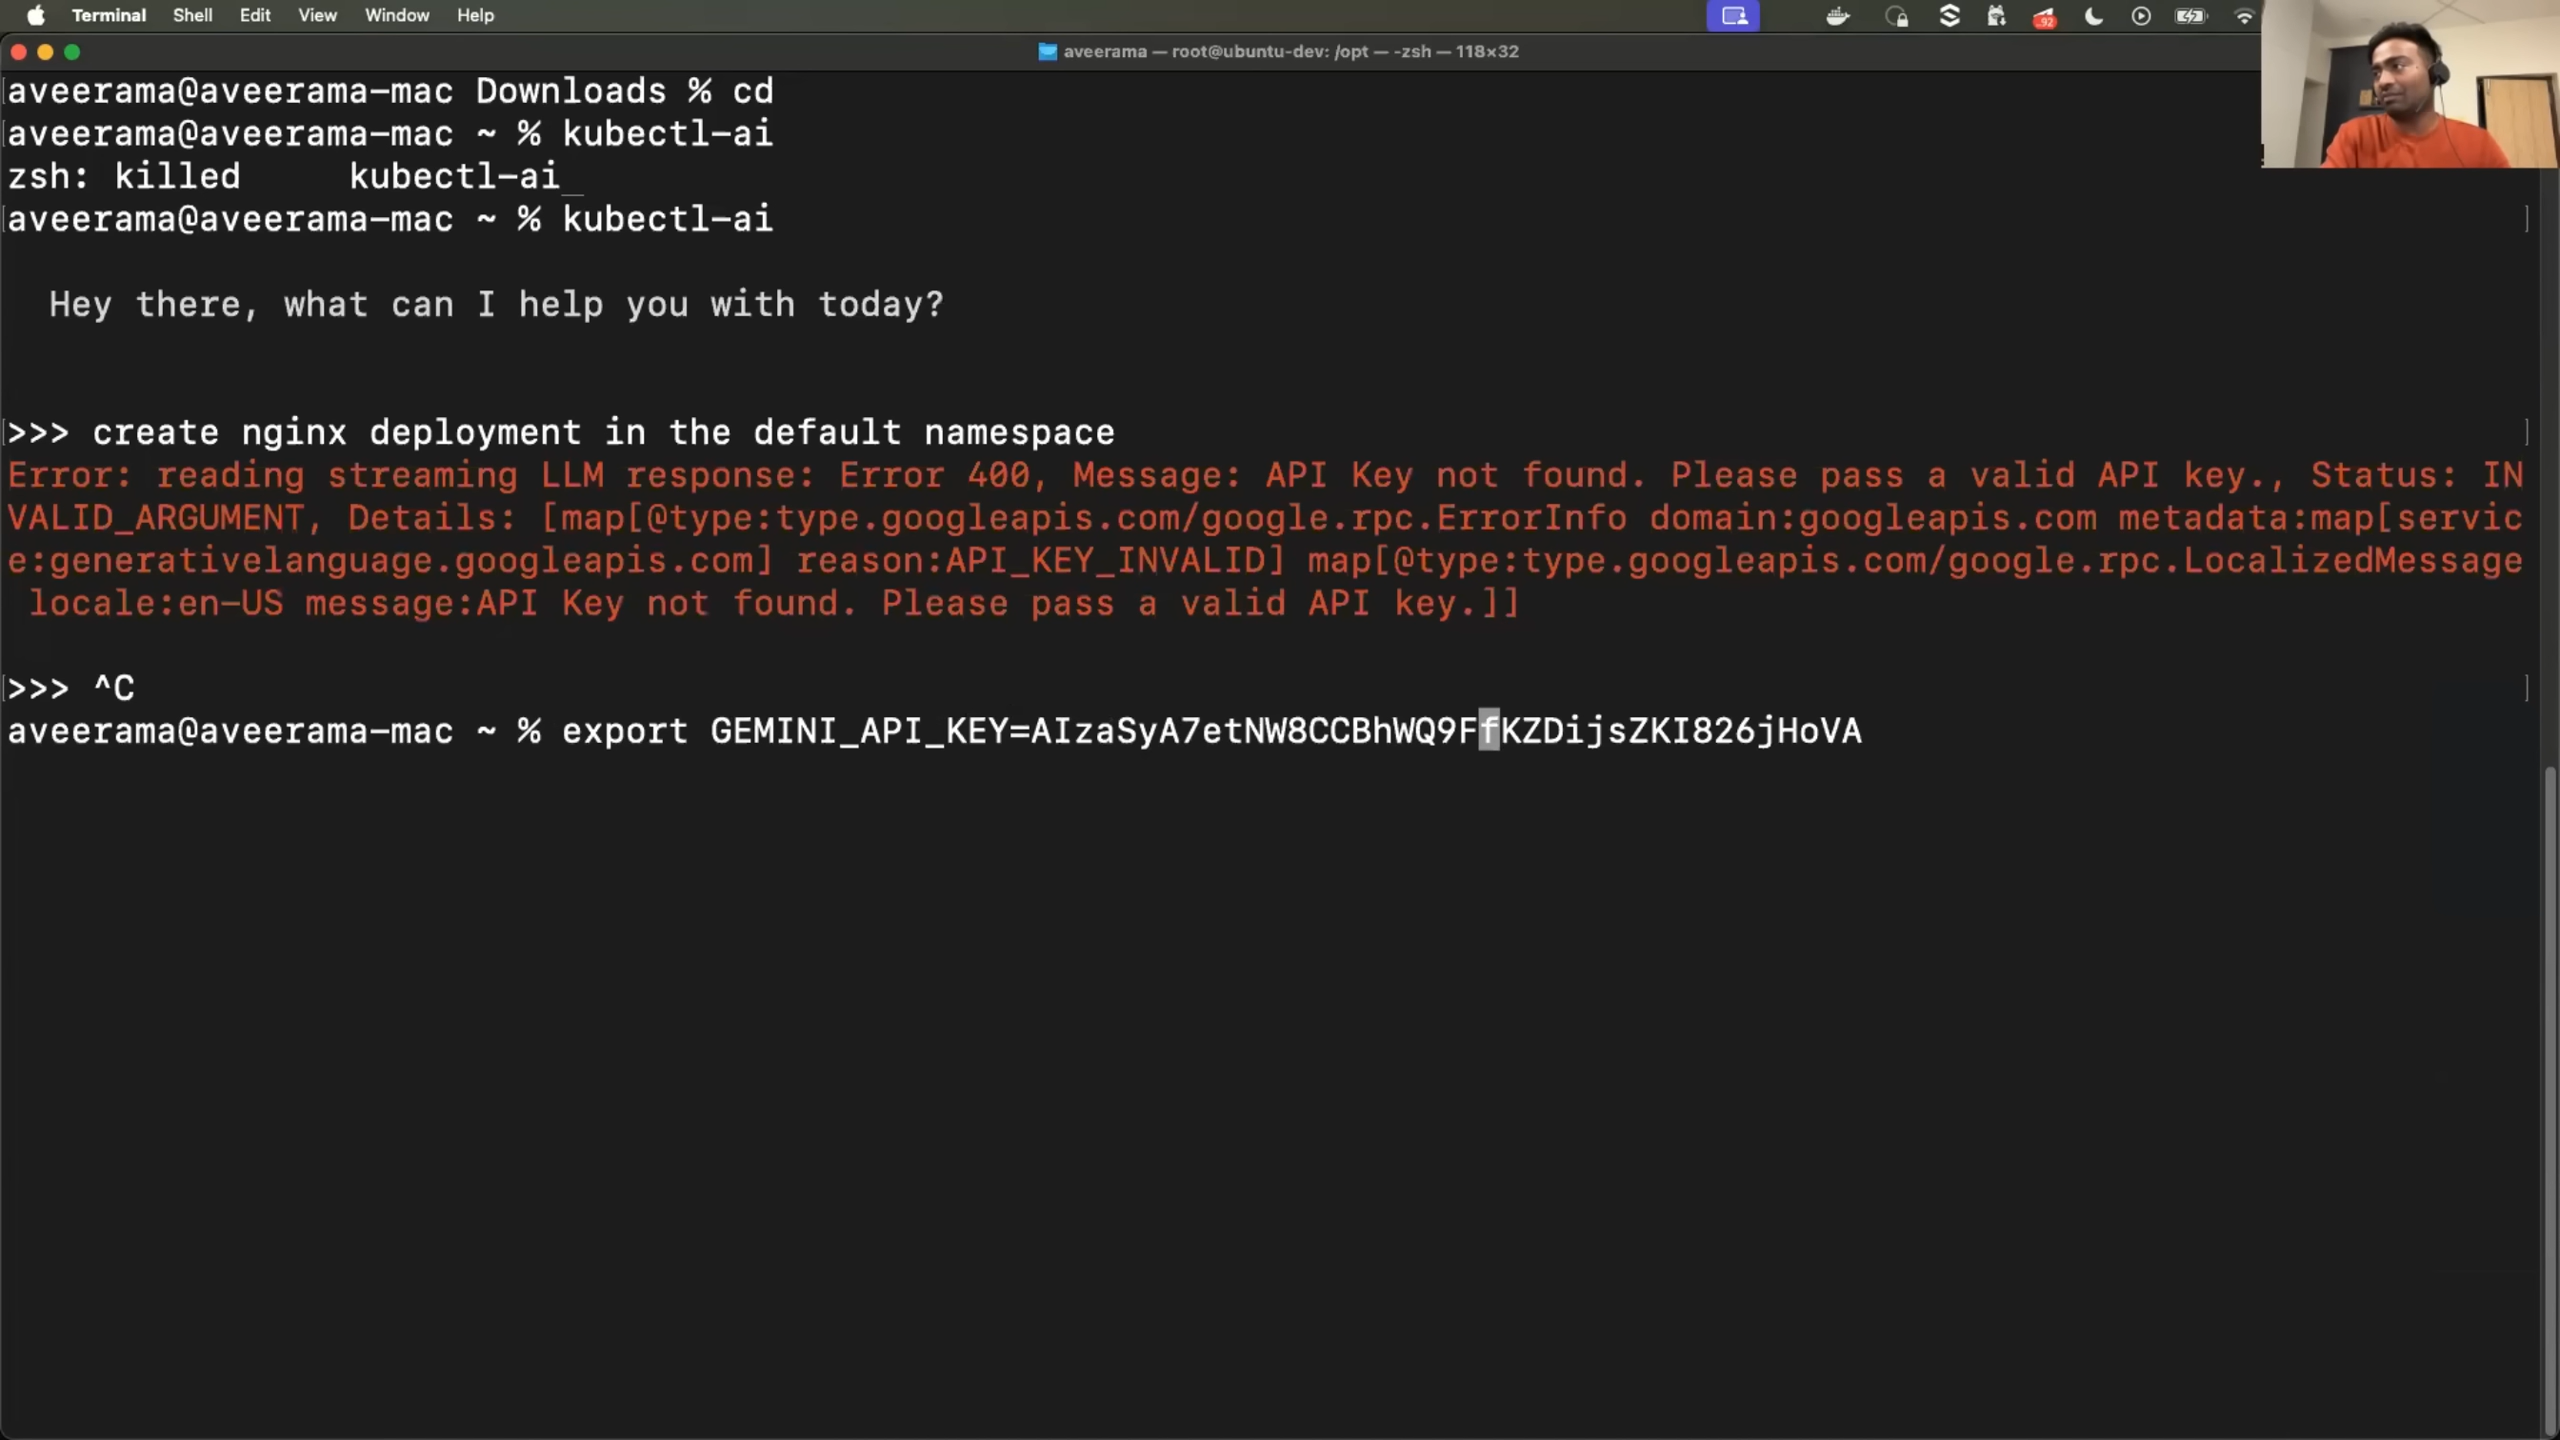 Terminal Shell Edit View Window Help
92
aveerama — root@ubuntu-dev: /opt — -zsh — 118×32
aveerama@aveerama-mac Downloads % cd
aveerama@aveerama-mac ~ % kubectl-ai
zsh: killed     kubectl-ai_
aveerama@aveerama-mac ~ % kubectl-ai
Hey there, what can I help you with today?
>>> create nginx deployment in the default namespace
Error: reading streaming LLM response: Error 400, Message: API Key not found. Please pass a valid API key., Status: IN
VALID_ARGUMENT, Details: [map[@type:type.googleapis.com/google.rpc.ErrorInfo domain:googleapis.com metadata:map[servic
e:generativelanguage.googleapis.com] reason:API_KEY_INVALID] map[@type:type.googleapis.com/google.rpc.LocalizedMessage
locale:en-US message:API Key not found. Please pass a valid API key.]]
>>> ^C
aveerama@aveerama-mac ~ % export GEMINI_API_KEY=AIzaSyA7etNW8CCBhWQ9FfKZDijsZKI826jHoVA